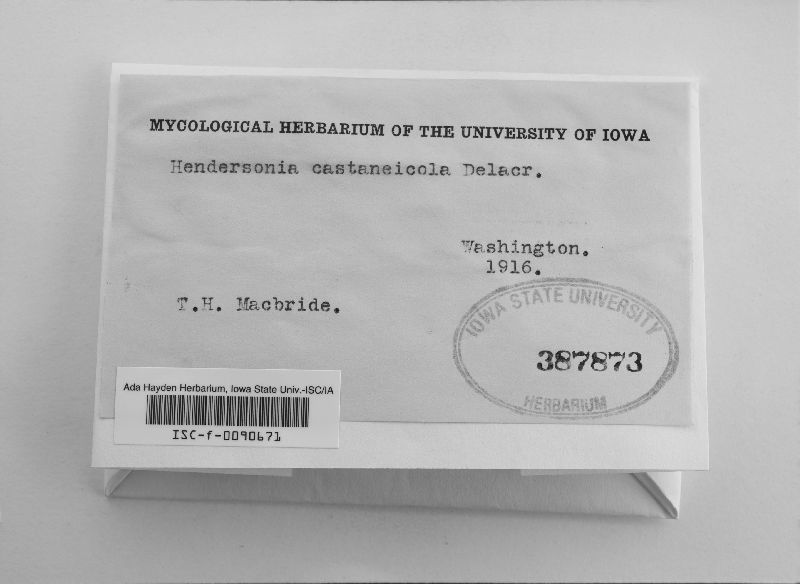 MYCOLOGICAL HERBARIUM OF THE UNIVERSITY OF IOWA
Hendersonia castaneicola Delacr.
Washington.
1916.
T.H. Macbride.
IOWA STATE UNIVERSITY
387873
HERBARIUM
Ada Hayden Herbarium, Iowa State Univ.-ISC/IA
ISC-f-0090671